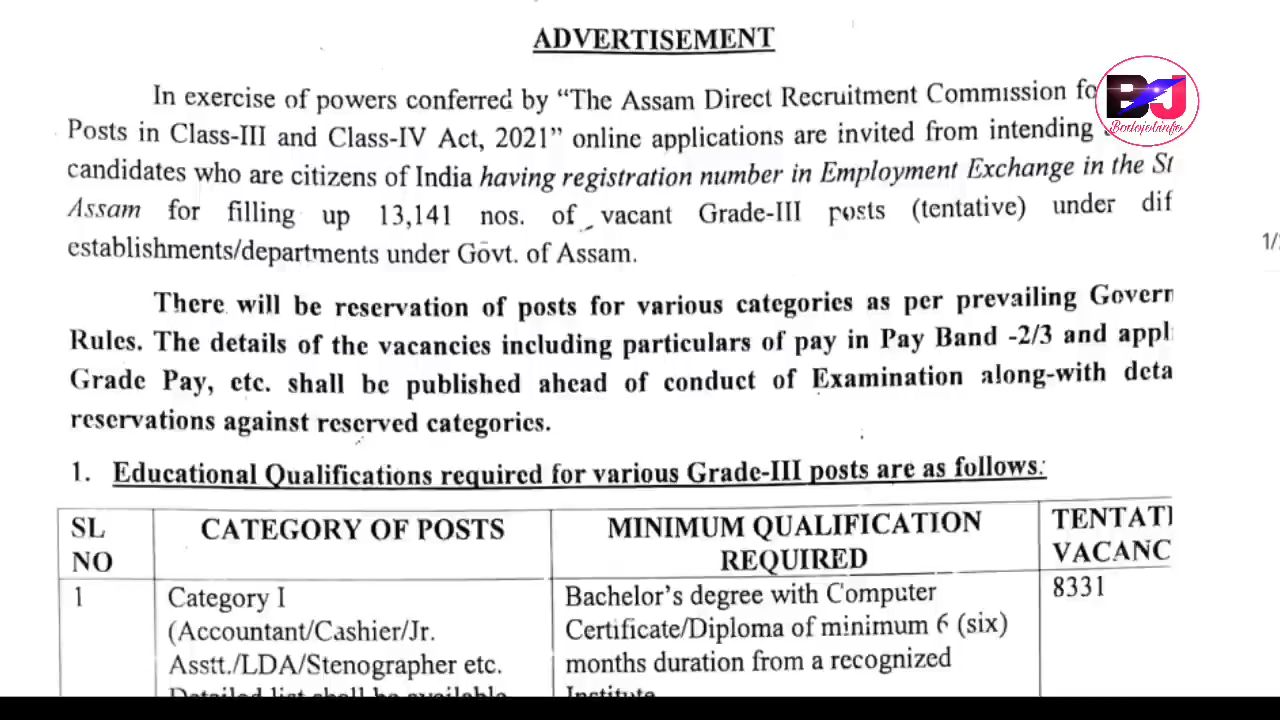 ADVERTISEMENT
In exercise of powers conferred by “The Assam Direct Recruitment Commission fo
Posts in Class-III and Class-IV Act, 2021” online applications are invited from intending
candidates who are citizens of India having registration number in Employment Exchange in the St
Assam for filling up 13,141 nos. of vacant Grade-III posts (tentative) under dif
establishments/departments under Govt. of Assam.
There will be reservation of posts for various categories as per prevailing Govern
Rules. The details of the vacancies including particulars of pay in Pay Band -2/3 and appl
Grade Pay, etc. shall be published ahead of conduct of Examination along-with deta
reservations against reserved categories.
1. Educational Qualifications required for various Grade-III posts are as follows:
SL NO
CATEGORY OF POSTS
MINIMUM QUALIFICATION
REQUIRED
TENTATI
VACANC
1
Category I
(Accountant/Cashier/Jr.
Asstt./LDA/Stenographer etc.
Detailed list shall be available
Bachelor’s degree with Computer
Certificate/Diploma of minimum 6 (six)
months duration from a recognized
Institute
8331
BJ
Bodojobinfo
1/